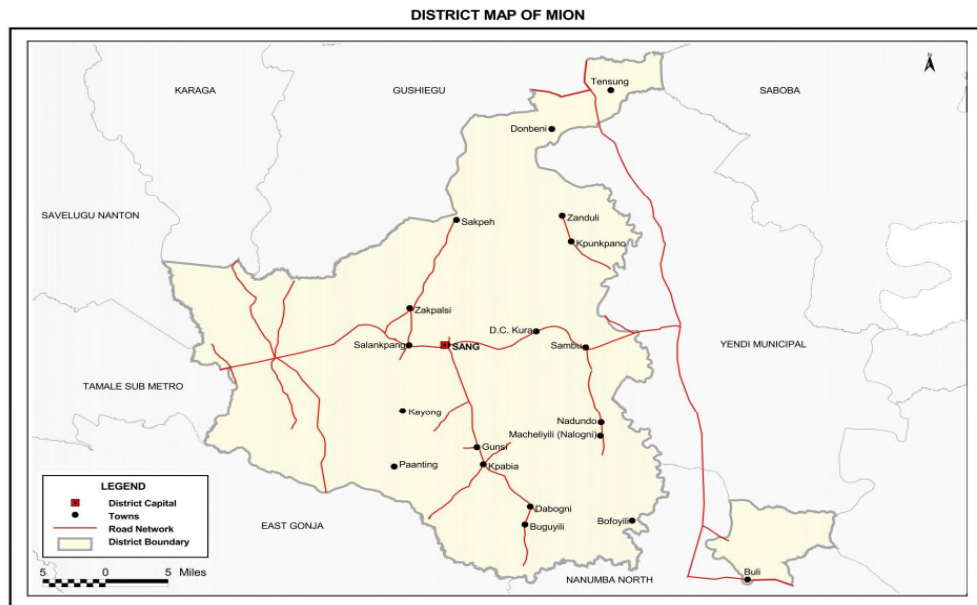 DISTRICT MAP OF MION
N
Tensung
KARAGA
GUSHIEGU
SABOBA
Donbeni
SAVELUGU NANTON
Sakpeh
Zanduli
Kpunkpano
Zakpalsi
D.C. Kura
Salankpang
SANG
Sambu
YENDI MUNICIPAL
TAMALE SUB METRO
Kayong
Nadundo
Macheliyili (Nalogni)
Gunsi
Kpabia
Paanting
LEGEND
District Capital
Towns
Road Network
District Boundary
Dabogni
EAST GONJA
Buguyili
Bofoyili
5 0 5 Miles
NANUMBA NORTH
Buli